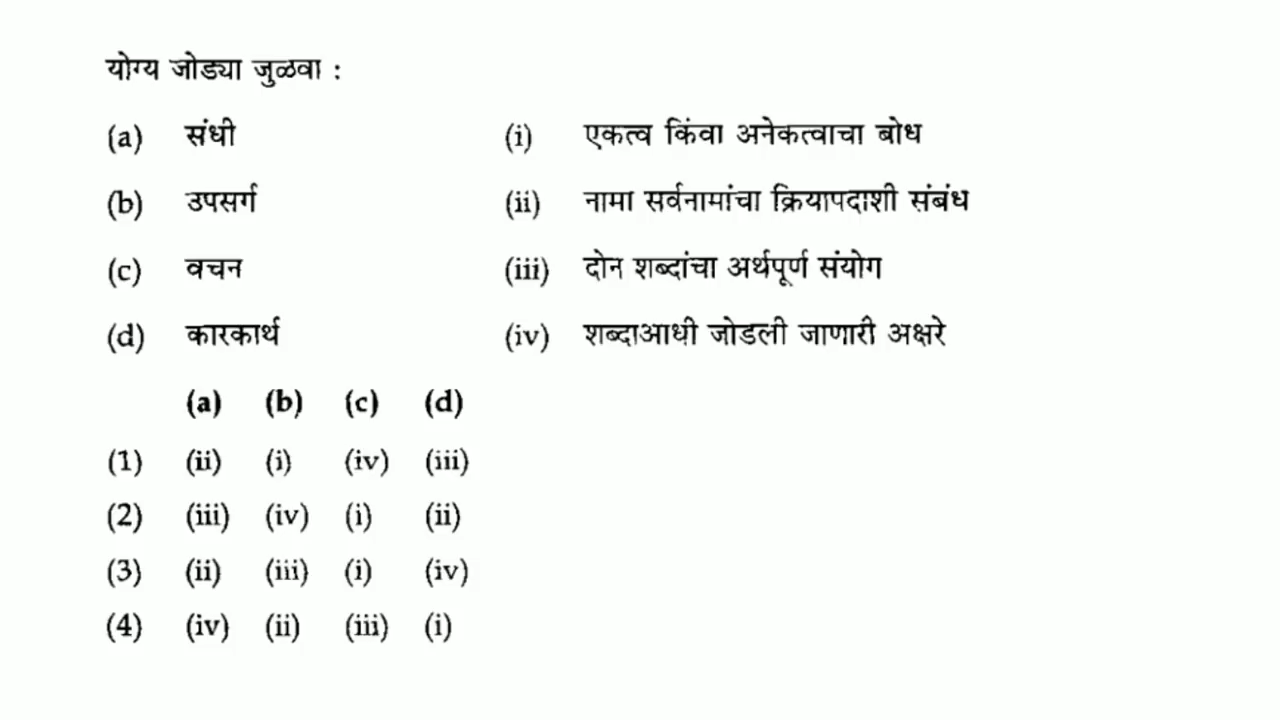 योग्य जोड्या जुळवा :
(a) संधी (i) एकत्व किंवा अनेकत्वाचा बोध
(b) उपसर्ग (ii) नामा सर्वनामांचा क्रियापदाशी संबंध
(c) वचन (iii) दोन शब्दांचा अर्थपूर्ण संयोग
(d) कारकार्थ (iv) शब्दाआधी जोडली जाणारी अक्षरे
(a) (b) (c) (d)
(1) (ii) (i) (iv) (iii)
(2) (iii) (iv) (i) (ii)
(3) (ii) (iii) (i) (iv)
(4) (iv) (ii) (iii) (i)